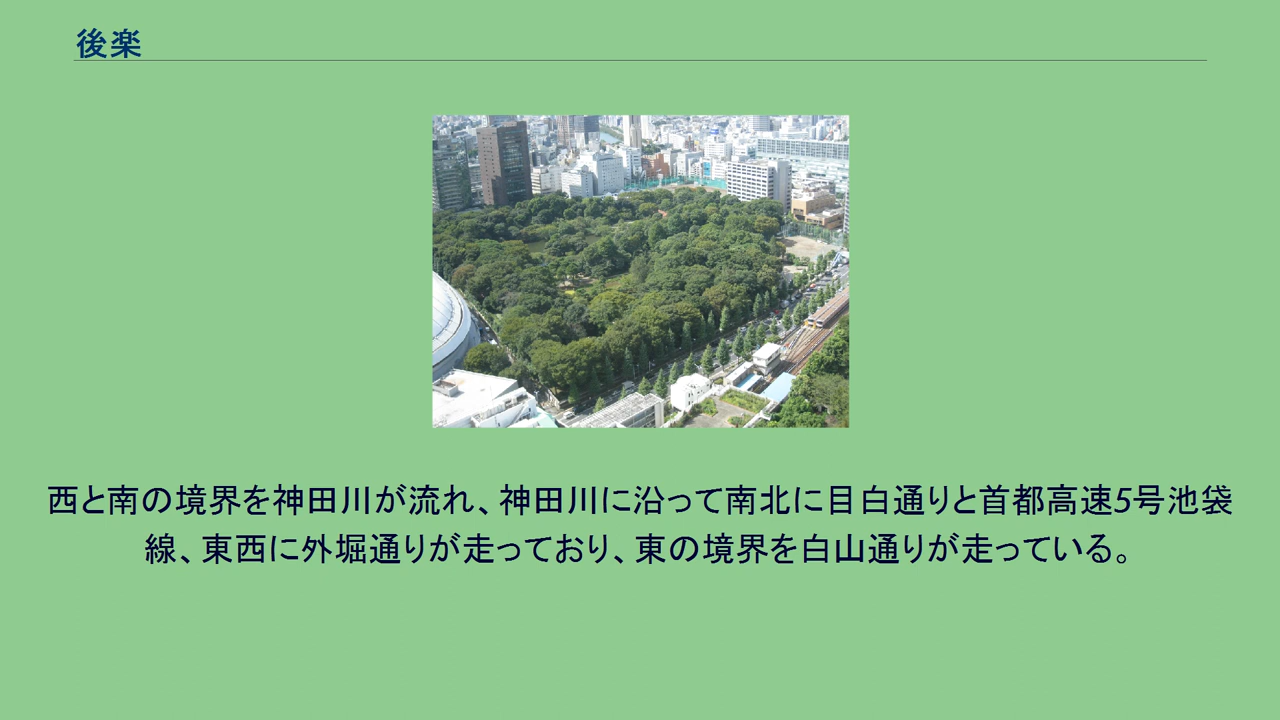 後楽
西と南の境界を神田川が流れ、神田川に沿って南北に目白通りと首都高速5号池袋
線、東西に外堀通りが走っており、東の境界を白山通りが走っている。